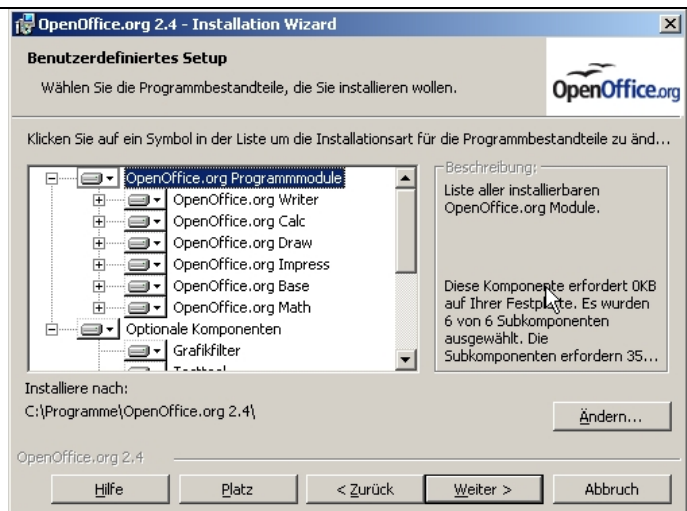 OpenOffice.org 2.4 - Installation Wizard
Benutzerdefiniertes Setup
Wählen Sie die Programmbestandteile, die Sie installieren wollen.
OpenOffice.org
Klicken Sie auf ein Symbol in der Liste um die Installationsart für die Programmbestandteile zu änd...
OpenOffice.org Programmmodule
OpenOffice.org Writer
OpenOffice.org Calc
OpenOffice.org Draw
OpenOffice.org Impress
OpenOffice.org Base
OpenOffice.org Math
Optionale Komponenten
Grafikfilter
Beschreibung:
Liste aller installierbaren
OpenOffice.org Module.
Diese Komponente erfordert 0KB
auf Ihrer Festplatte. Es wurden
6 von 6 Subkomponenten
ausgewählt. Die
Subkomponenten erfordern 35...
Installiere nach:
C:\Programme\OpenOffice.org 2.4\
Ändern...
OpenOffice.org 2.4
Hilfe
Platz
< Zurück
Weiter >
Abbruch